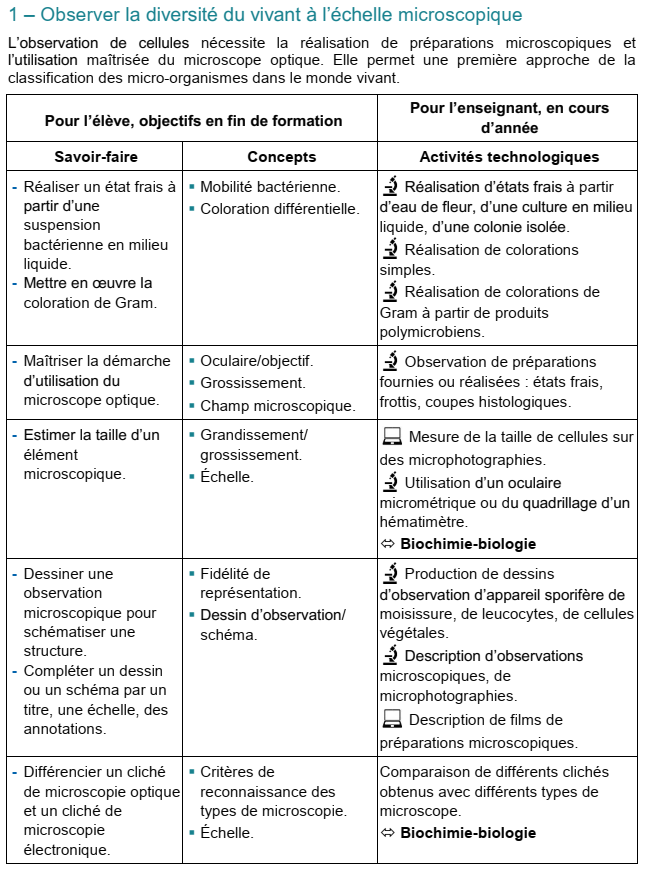 1 – Observer la diversité du vivant à l'échelle microscopique
L'observation de cellules nécessite la réalisation de préparations microscopiques et
l'utilisation maîtrisée du microscope optique. Elle permet une première approche de la
classification des micro-organismes dans le monde vivant.
Pour l'élève, objectifs en fin de formation
Pour l'enseignant, en cours
d'année
Savoir-faire
Concepts
Activités technologiques
- Réaliser un état frais à
partir d'une
suspension
bactérienne en milieu
liquide.
- Mettre en œuvre la
coloration de Gram.
▪ Mobilité bactérienne.
▪ Coloration différentielle.
Réalisation d'états frais à partir
d'eau de fleur, d'une culture en milieu
liquide, d'une colonie isolée.
Réalisation de colorations
simples.
Réalisation de colorations de
Gram à partir de produits
polymicrobiens.
- Maîtriser la démarche
d'utilisation du
microscope optique.
▪ Oculaire/objectif.
▪ Grossissement.
▪ Champ microscopique.
Observation de préparations
fournies ou réalisées : états frais,
frottis, coupes histologiques.
- Estimer la taille d'un
élément
microscopique.
▪ Grandissement/
grossissement.
▪ Échelle.
Mesure de la taille de cellules sur
des microphotographies.
Utilisation d'un oculaire
micrométrique ou du quadrillage d'un
hématimètre.
⇔ Biochimie-biologie
- Dessiner une
observation
microscopique pour
schématiser une
structure.
- Compléter un dessin
ou un schéma par un
titre, une échelle, des
annotations.
▪ Fidélité de
représentation.
▪ Dessin d'observation/
schéma.
Production de dessins
d'observation d'appareil sporifère de
moisissure, de leucocytes, de cellules
végétales.
Description d'observations
microscopiques, de
microphotographies.
Description de films de
préparations microscopiques.
- Différencier un cliché
de microscopie optique
et un cliché de
microscopie
électronique.
▪ Critères de
reconnaissance des
types de microscopie.
▪ Échelle.
Comparaison de différents clichés
obtenus avec différents types de
microscope.
⇔ Biochimie-biologie